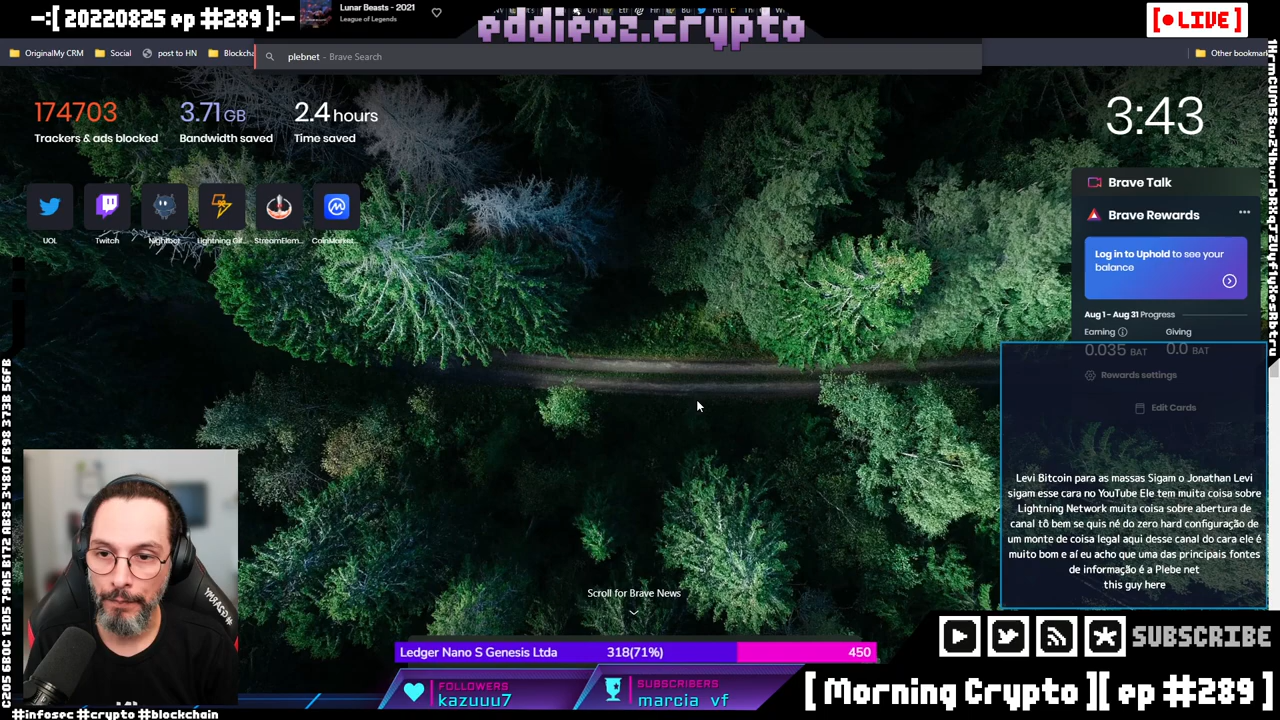 -:[ 20220825 ep #289 ]:-
Lunar Beasts - 2021
League of Legends
eddieoz.crypto
[ LIVE ]
OriginalMy CRM
Social
post to HN
Blockcha
plebnet - Brave Search
Other bookmar
174703
Trackers & ads blocked
3.71 GB
Bandwidth saved
2.4 hours
Time saved
3:43
UOL
Twitch
Nightbot
Lightning Gif...
StreamElem...
CoinMarket...
Brave Talk
Brave Rewards
Log in to Uphold to see your
balance
Aug 1 - Aug 31 Progress
Earning
Giving
0.035 BAT
0.0 BAT
Rewards settings
Edit Cards
Levi Bitcoin para as massas Sigam o Jonathan Levi
sigam esse cara no YouTube Ele tem muita coisa sobre
Lightning Network muita coisa sobre abertura de
canal tô bem se quis né do zero hard configuração de
um monte de coisa legal aqui desse canal do cara ele é
muito bom e aí eu acho que uma das principais fontes
de informação é a Plebe net
this guy here
Scroll for Brave News
Ledger Nano S Genesis Ltda
318(71%)
450
FOLLOWERS
kazuuu7
SUBSCRIBERS
marcia_vf
SUBSCRIBE
[ Morning Crypto ][ ep #289 ]
#infosec #crypto #blockchain